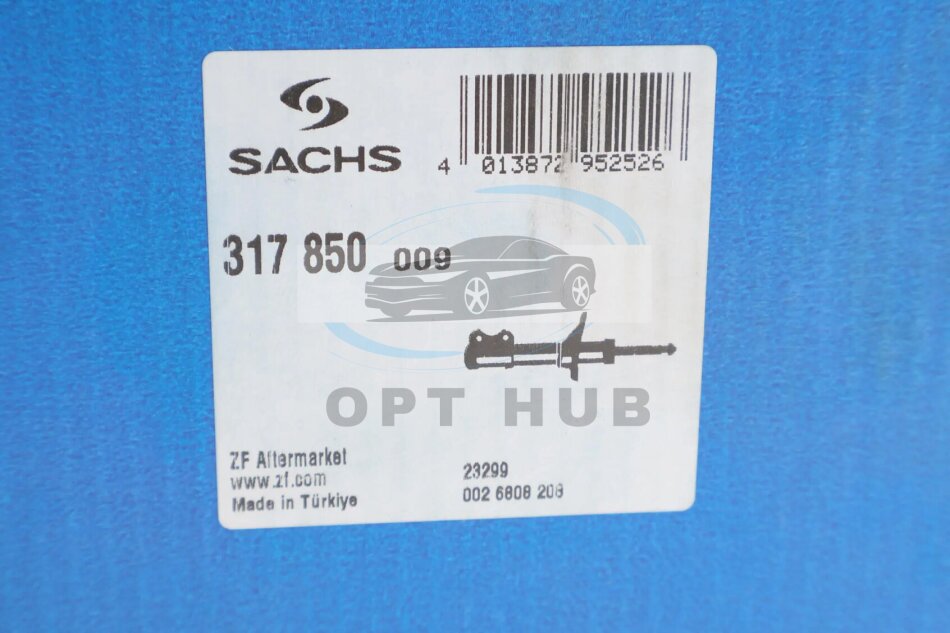 SACHS
4 013872 952526
317 850 009
OPT HUB
ZF Aftermarket
www.zf.com
Made in Türkiye
23299
002 6808 208